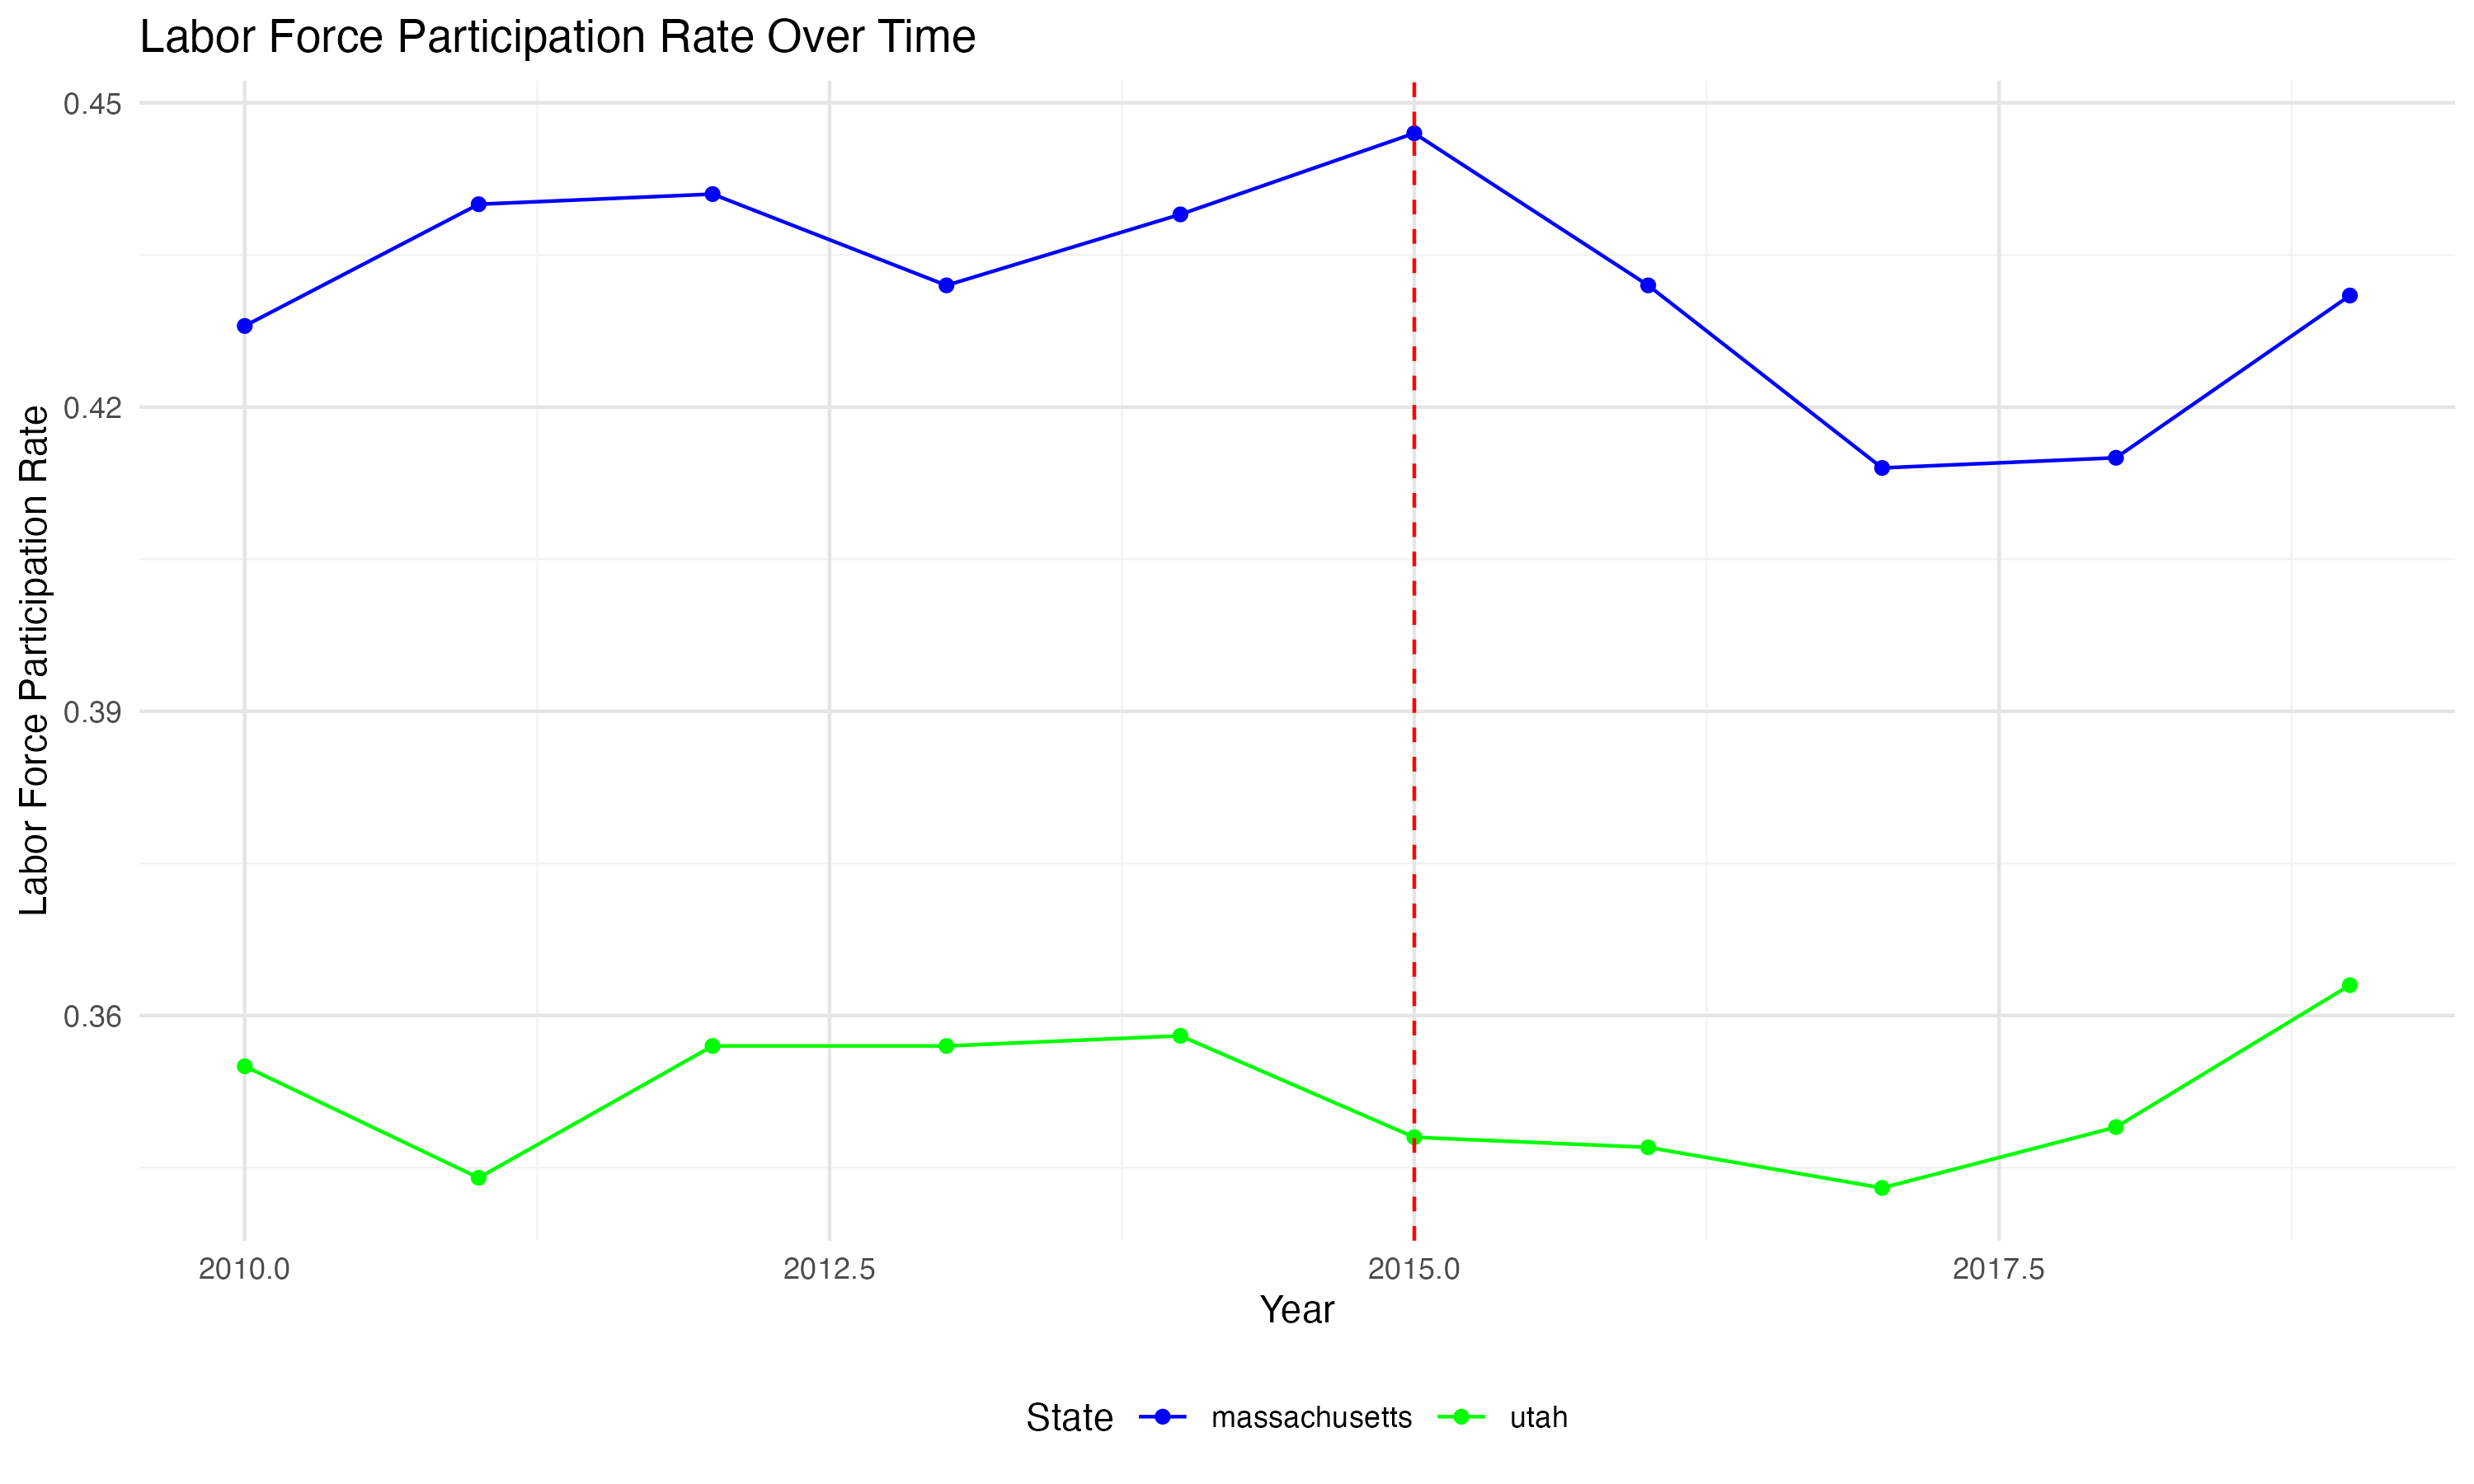 Labor Force Participation Rate Over Time
Labor Force Participation Rate
0.45
0.42
0.39
0.36
2010.0
2012.5
2015.0
2017.5
Year
State
massachusetts
utah